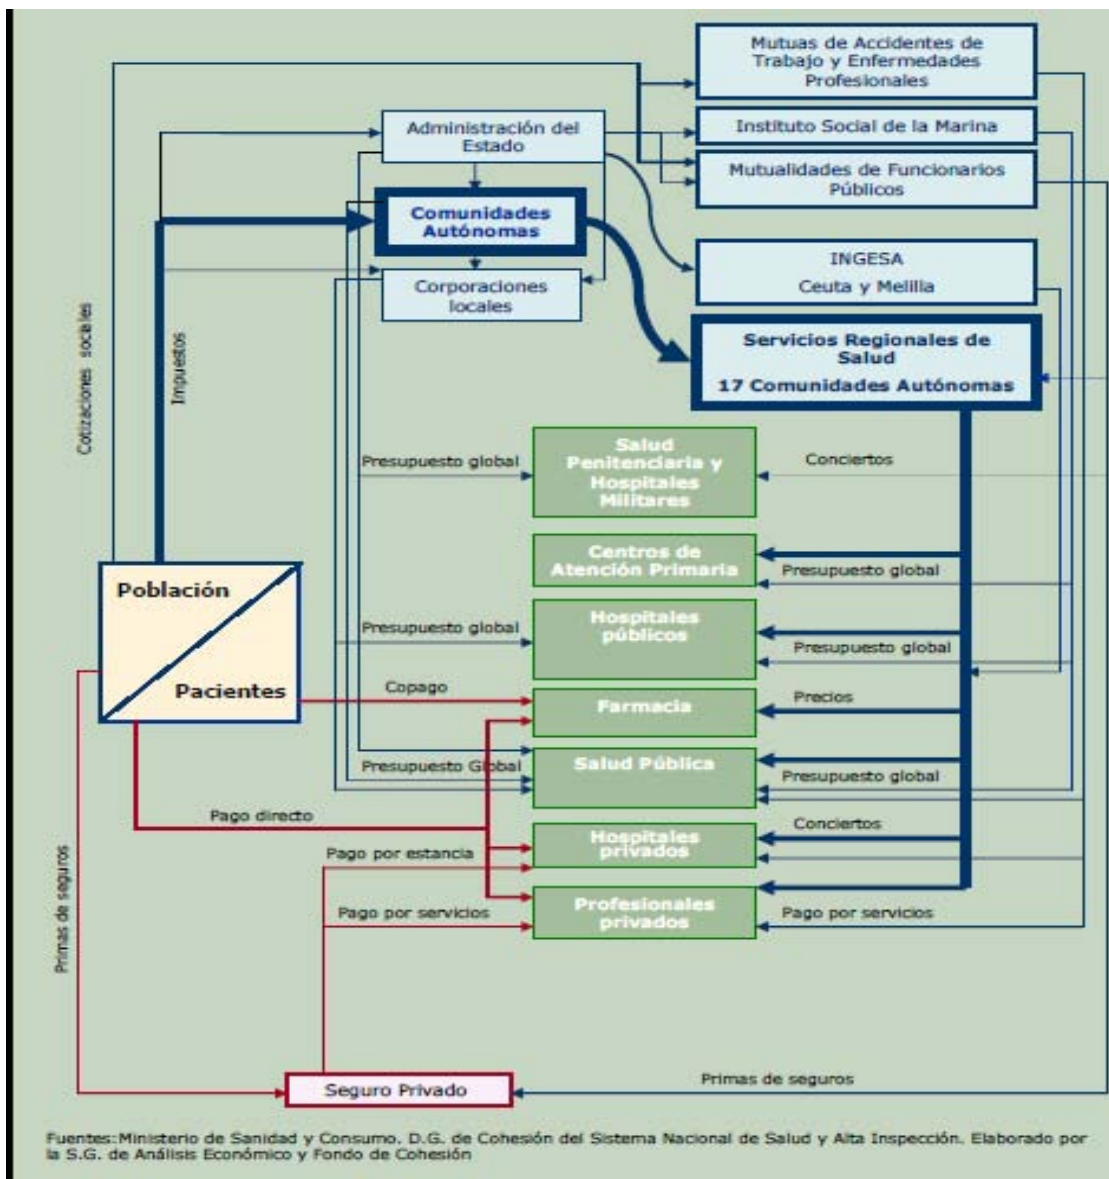 Mutuas de Accidentes de
Trabajo y Enfermedades
Profesionales
Administración del
Estado
Instituto Social de la Marina
Mutualidades de Funcionarios
Públicos
Comunidades
Autónomas
INGESA
Ceuta y Melilla
Corporaciones
locales
Cotizaciones sociales
Impuestos
Servicios Regionales de
Salud
17 Comunidades Autónomas
Presupuesto global
Salud
Penitenciaria y
Hospitales
Militares
Conciertos
Centros de
Atención Primaria
Presupuesto global
Población
Pacientes
Presupuesto global
Hospitales
públicos
Presupuesto global
Copago
Farmacia
Precios
Presupuesto Global
Salud Pública
Presupuesto global
Pago directo
Conciertos
Hospitales
privados
Pago por estancia
Primas de seguros
Pago por servicios
Profesionales
privados
Pago por servicios
Seguro Privado
Primas de seguros
Fuentes:Ministerio de Sanidad y Consumo. D.G. de Cohesión del Sistema Nacional de Salud y Alta Inspección. Elaborado por
la S.G. de Análisis Económico y Fondo de Cohesión